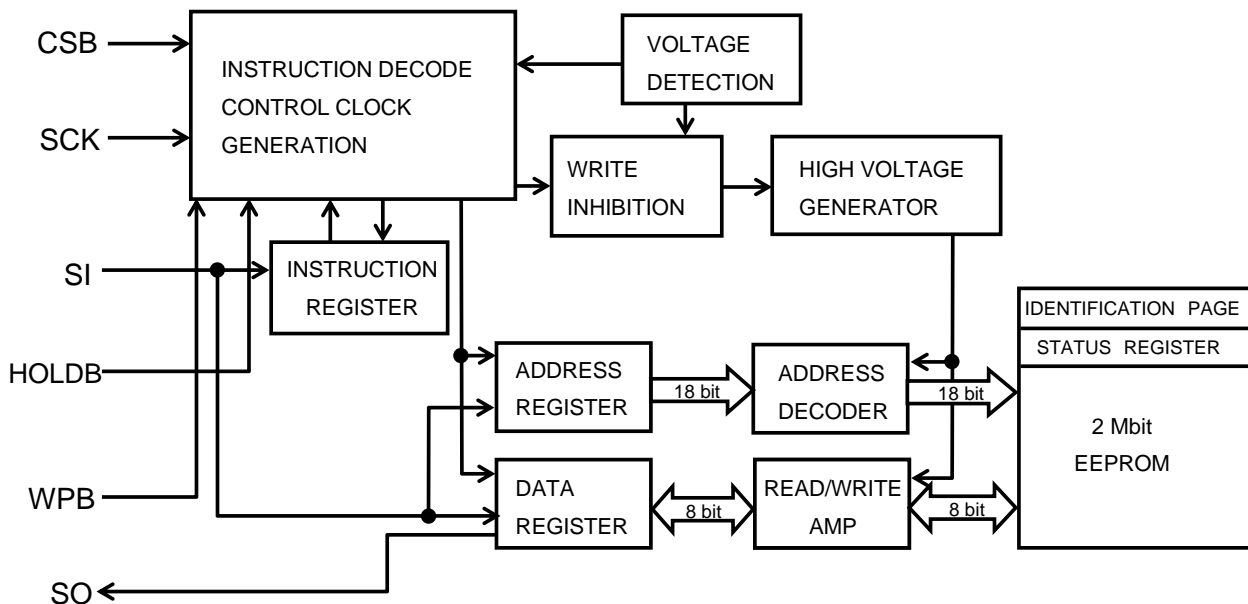 CSB
SCK
SI
HOLDB
WPB
SO
INSTRUCTION DECODE
CONTROL CLOCK
GENERATION
VOLTAGE
DETECTION
WRITE
INHIBITION
HIGH VOLTAGE
GENERATOR
INSTRUCTION
REGISTER
ADDRESS
REGISTER
18 bit
ADDRESS
DECODER
18 bit
DATA
REGISTER
8 bit
READ/WRITE
AMP
8 bit
IDENTIFICATION PAGE
STATUS REGISTER
2 Mbit
EEPROM